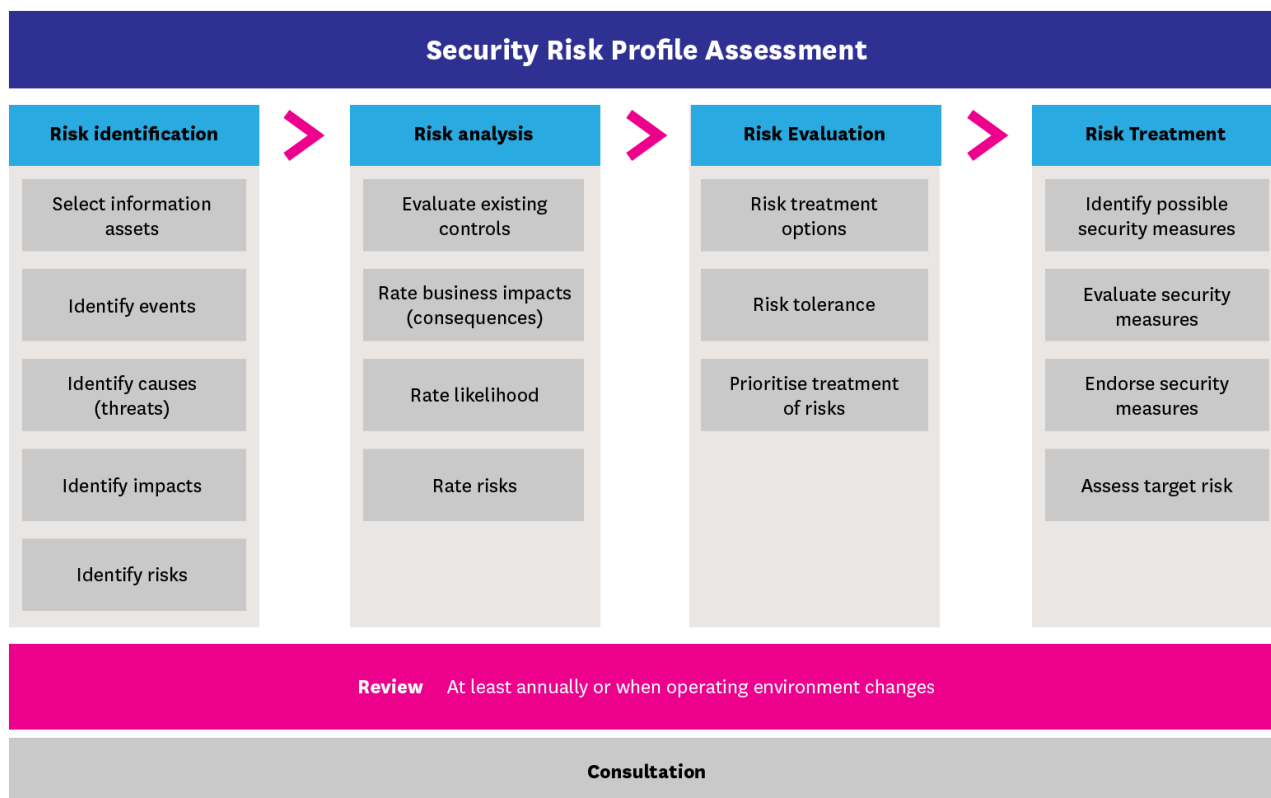 Security Risk Profile Assessment
Risk identification
Select information
assets
Identify events
Identify causes
(threats)
Identify impacts
Identify risks
Risk analysis
Evaluate existing
controls
Rate business impacts
(consequences)
Rate likelihood
Rate risks
Risk Evaluation
Risk treatment
options
Risk tolerance
Prioritise treatment
of risks
Risk Treatment
Identify possible
security measures
Evaluate security
measures
Endorse security
measures
Assess target risk
Review At least annually or when operating environment changes
Consultation